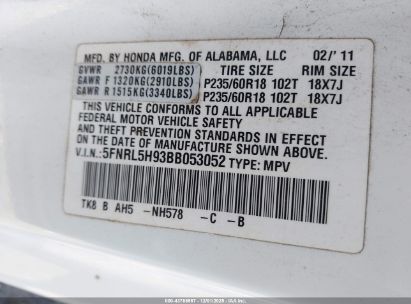 MFD. BY HONDA MFG. OF ALABAMA, LLC 02/' 11
GVWR 2730KG(6019LBS) TIRE SIZE RIM SIZE
GAWR F 1320KG(2910LBS) P235/60R18 102T 18X7J
GAWR R 1515KG(3340LBS) P235/60R18 102T 18X7J
THIS VEHICLE CONFORMS TO ALL APPLICABLE
FEDERAL MOTOR VEHICLE SAFETY
AND THEFT PREVENTION STANDARDS IN EFFECT
ON THE DATE OF MANUFACTURE SHOWN ABOVE.
5FNRL5H93BB053052 TYPE: MPV
TK8 B AH5 -NH578 -C -B